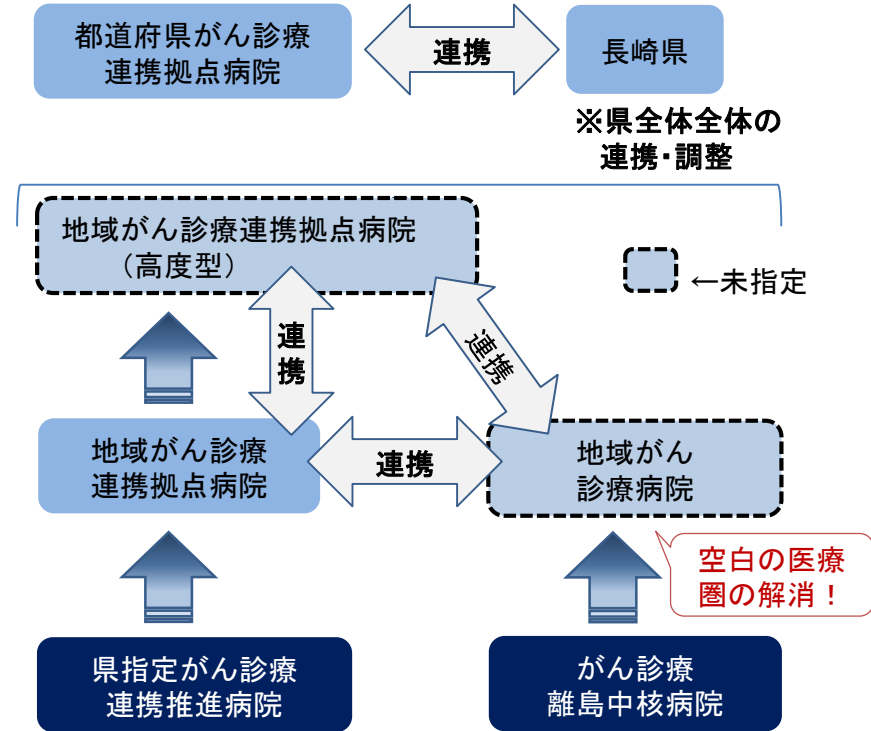 都道府県がん診療
連携拠点病院
連携
長崎県
※県全体全体の
連携・調整
地域がん診療連携拠点病院
（高度型）
←未指定
連
携
連携
地域がん診療
連携拠点病院
連携
地域がん
診療病院
空白の医療
圏の解消！
県指定がん診療
連携推進病院
がん診療
離島中核病院